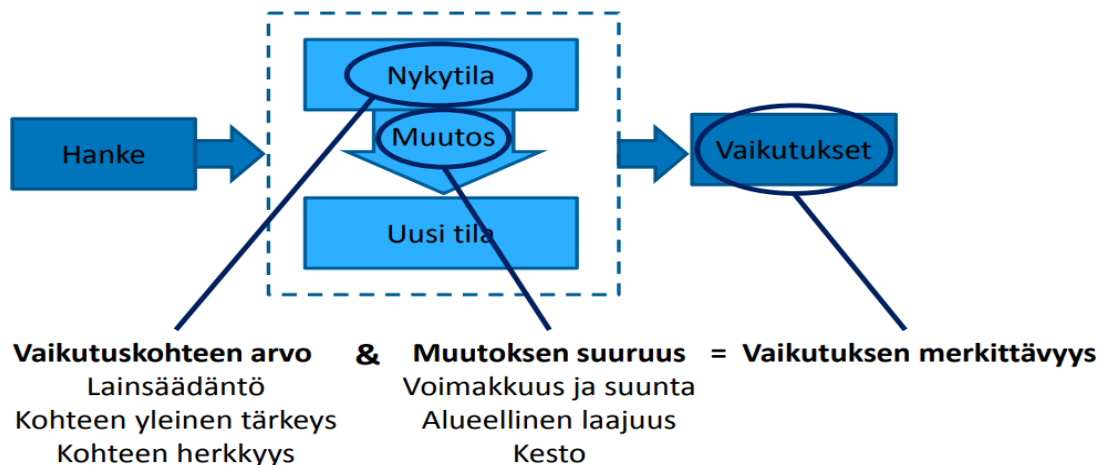 Nykytila
Hanke
Muutos
Vaikutukset
Uusi tila
Vaikutuskohteen arvo & Muutoksen suuruus = Vaikutuksen merkittävyys
Lainsäädäntö
Voimakkuus ja suunta
Kohteen yleinen tärkeys
Alueellinen laajuus
Kohteen herkkyys
Kesto